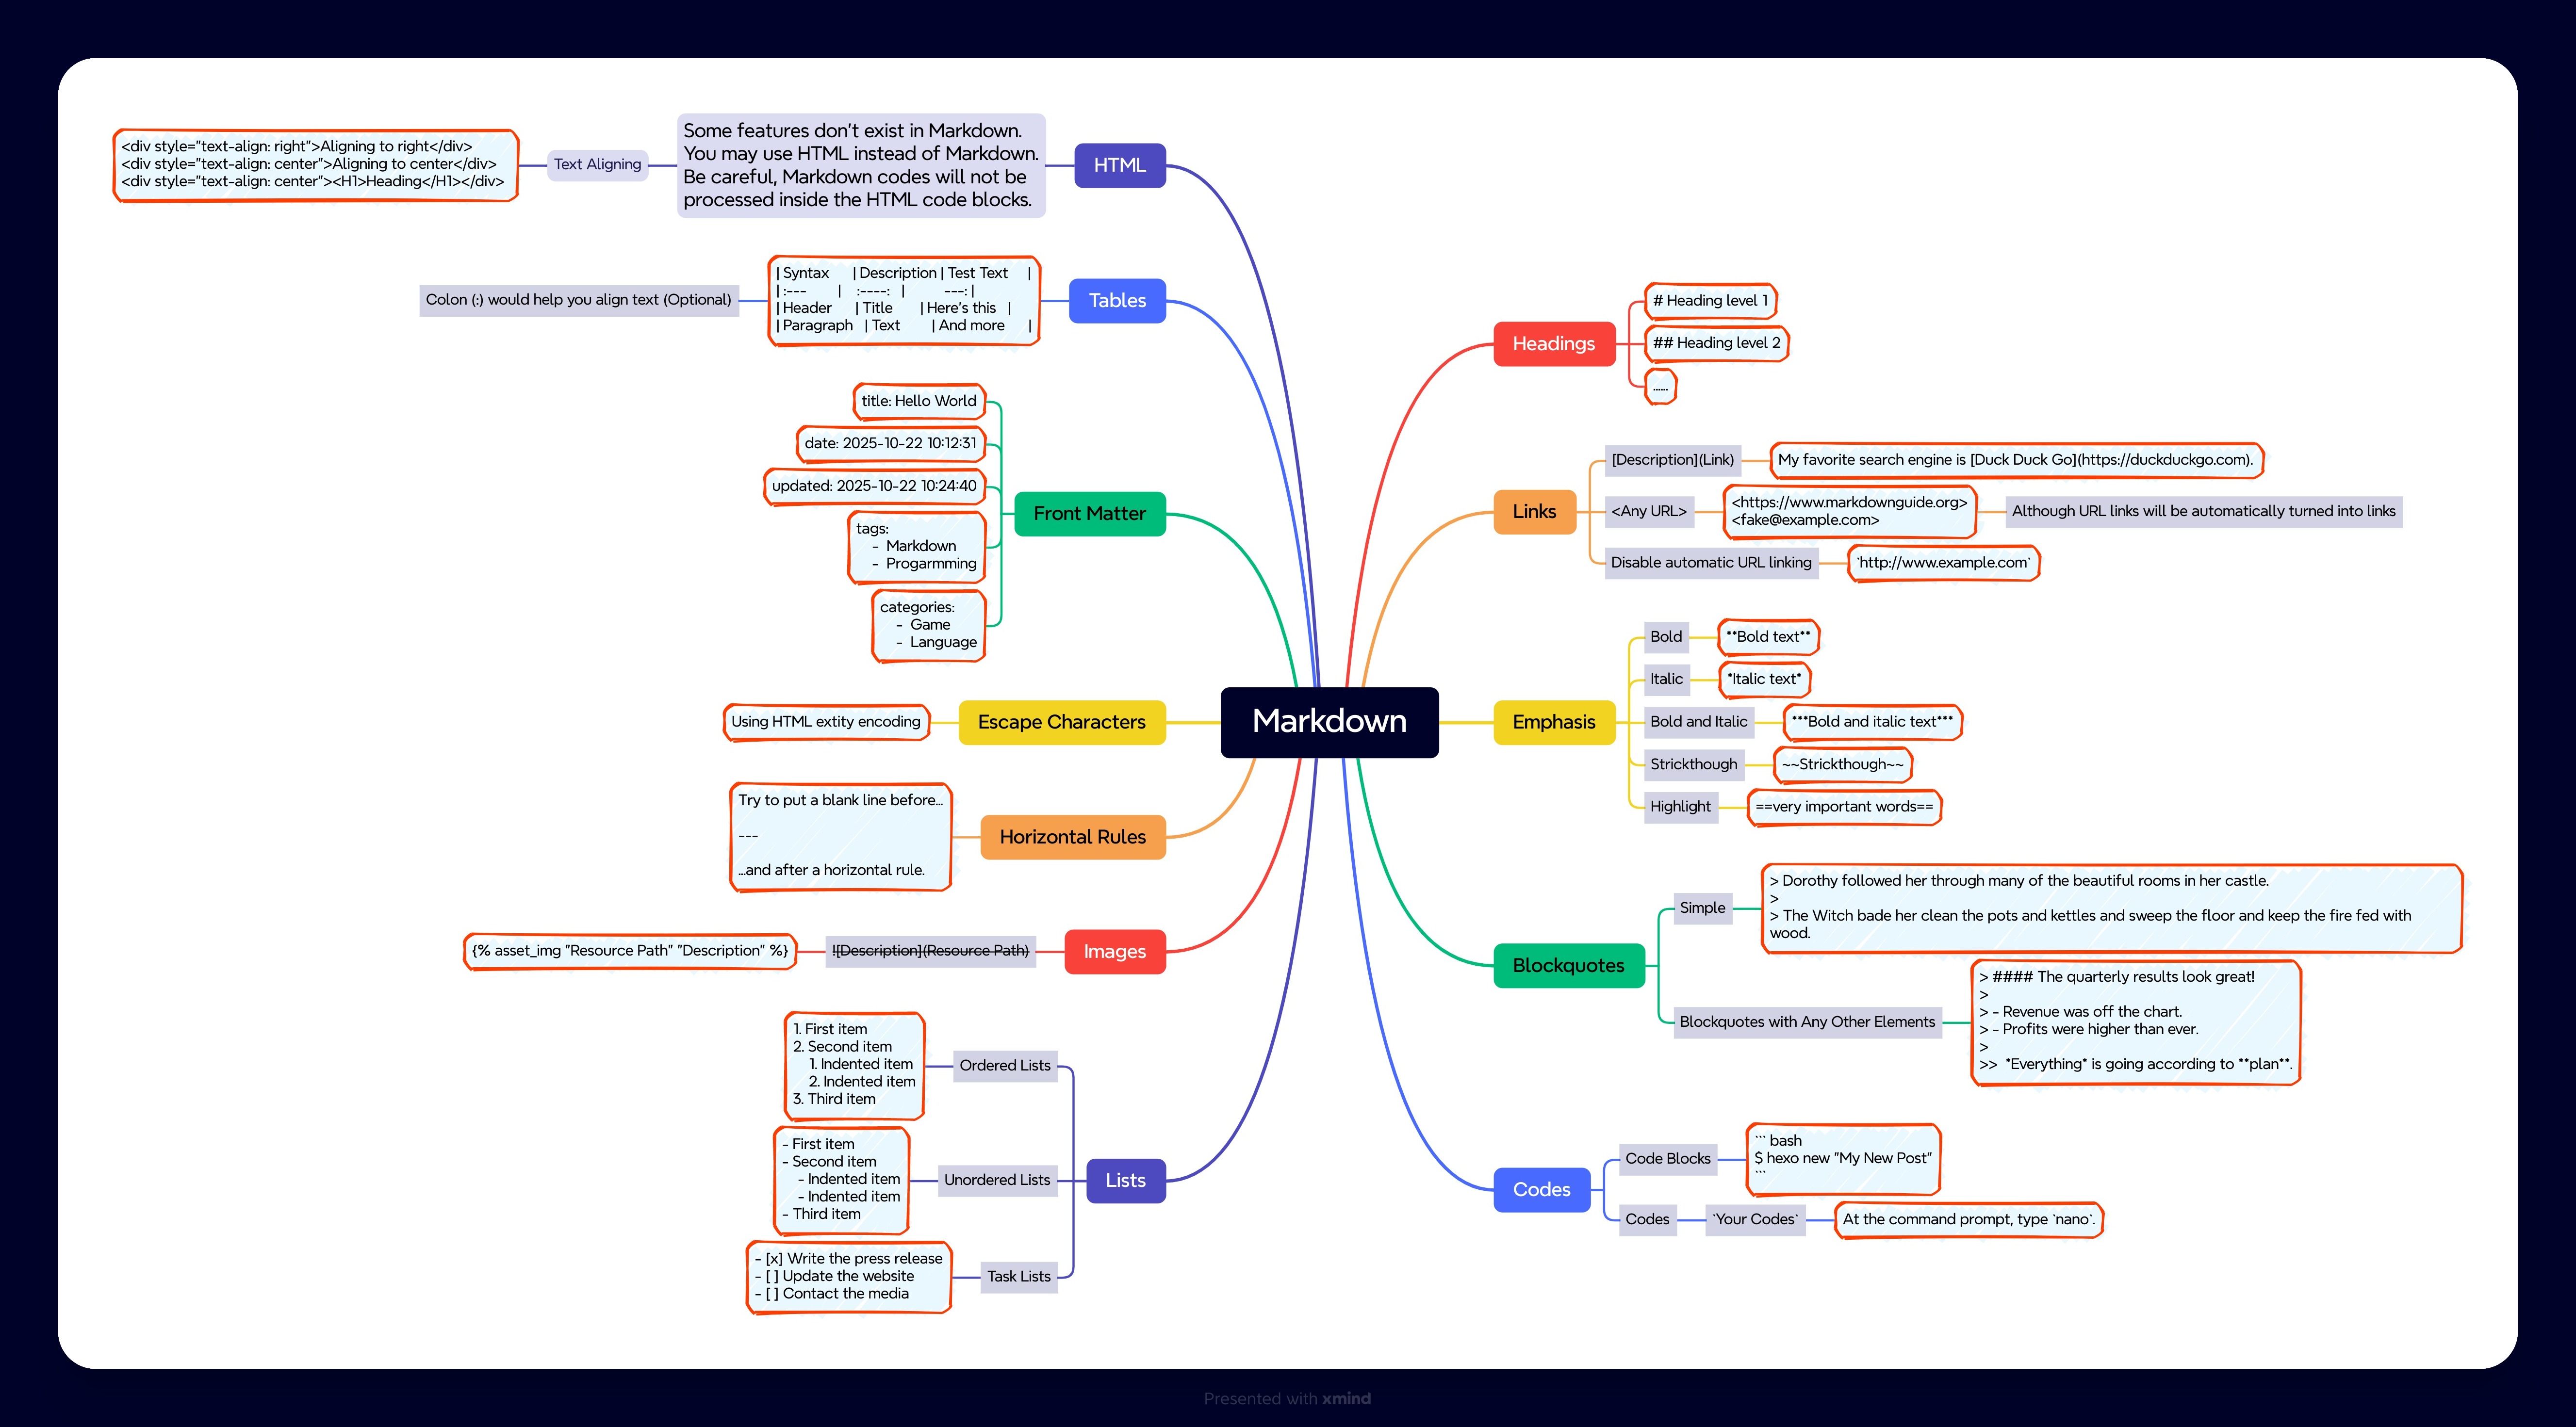 Markdown
HTML
Some features don't exist in Markdown.
You may use HTML instead of Markdown.
Be careful, Markdown codes will not be
processed inside the HTML code blocks.
Text Aligning
<div style="text-align: right">Aligning to right</div>
<div style="text-align: center">Aligning to center</div>
<div style="text-align: center"><H1>Heading</H1></div>
Tables
| Syntax | Description | Test Text |
| :--- | :----: | ---: |
| Header | Title | Here's this |
| Paragraph | Text | And more |
Colon (:) would help you align text (Optional)
Front Matter
title: Hello World
date: 2025-10-22 10:12:31
updated: 2025-10-22 10:24:40
tags:
- Markdown
- Progarmming
categories:
- Game
- Language
Escape Characters
Using HTML extity encoding
Horizontal Rules
Try to put a blank line before...
---
...and after a horizontal rule.
Images
![Description](Resource Path)
{% asset_img "Resource Path" "Description" %}
Lists
Ordered Lists
1. First item
2. Second item
1. Indented item
2. Indented item
3. Third item
Unordered Lists
- First item
- Second item
- Indented item
- Indented item
- Third item
Task Lists
- [x] Write the press release
- [ ] Update the website
- [ ] Contact the media
Headings
# Heading level 1
## Heading level 2
......
Links
[Description](Link)
My favorite search engine is [Duck Duck Go](https://duckduckgo.com).
<Any URL>
<https://www.markdownguide.org>
<fake@example.com>
Although URL links will be automatically turned into links
Disable automatic URL linking
`http://www.example.com`
Emphasis
Bold
**Bold text**
Italic
*Italic text*
Bold and Italic
***Bold and italic text***
Strickthough
~~Strickthough~~
Highlight
==very important words==
Blockquotes
Simple
> Dorothy followed her through many of the beautiful rooms in her castle.
>
> The Witch bade her clean the pots and kettles and sweep the floor and keep the fire fed with
wood.
Blockquotes with Any Other Elements
> #### The quarterly results look great!
>
> - Revenue was off the chart.
> - Profits were higher than ever.
>
>> *Everything* is going according to **plan**.
Codes
Code Blocks
``` bash
$ hexo new "My New Post"
```
Codes
`Your Codes`
At the command prompt, type `nano`.
Presented with xmind